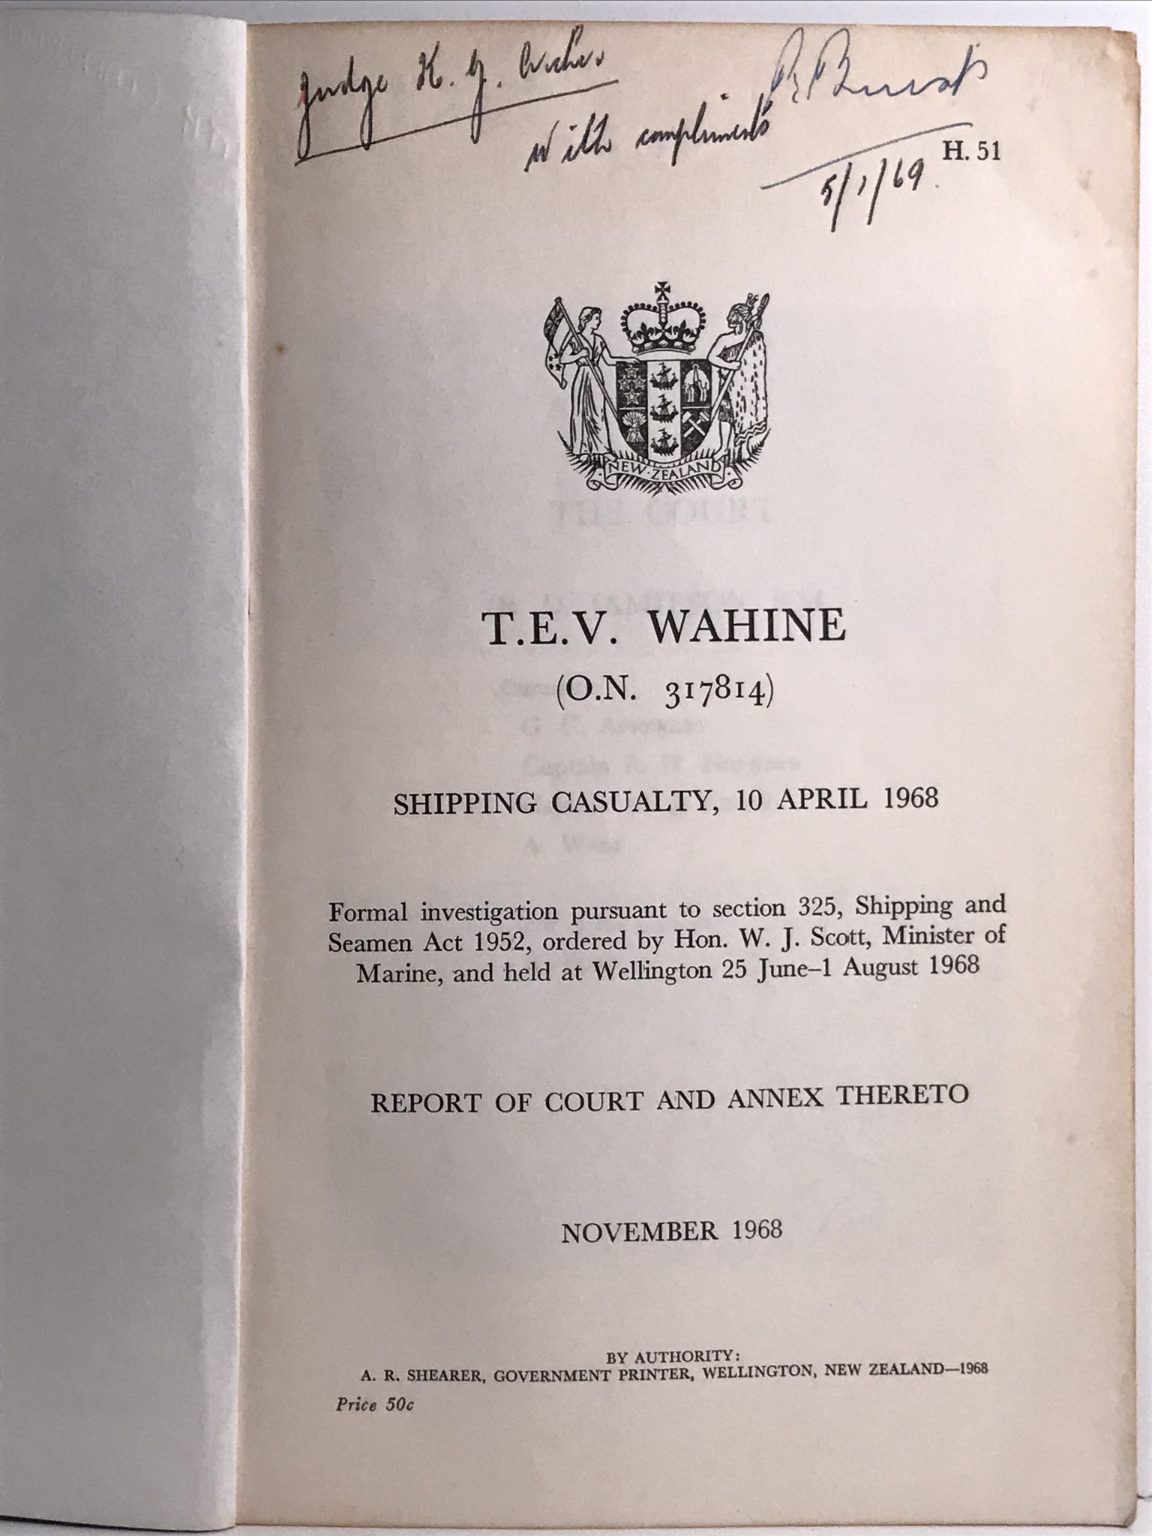 Judge K. G.
With compliments
5/1/69.
H. 51
NEW ZEALAND
T.E.V. WAHINE
(O.N. 317814)
SHIPPING CASUALTY, 10 APRIL 1968
Formal investigation pursuant to section 325, Shipping and
Seamen Act 1952, ordered by Hon. W. J. Scott, Minister of
Marine, and held at Wellington 25 June–1 August 1968
REPORT OF COURT AND ANNEX THERETO
NOVEMBER 1968
BY AUTHORITY:
A. R. SHEARER, GOVERNMENT PRINTER, WELLINGTON, NEW ZEALAND—1968
Price 50c